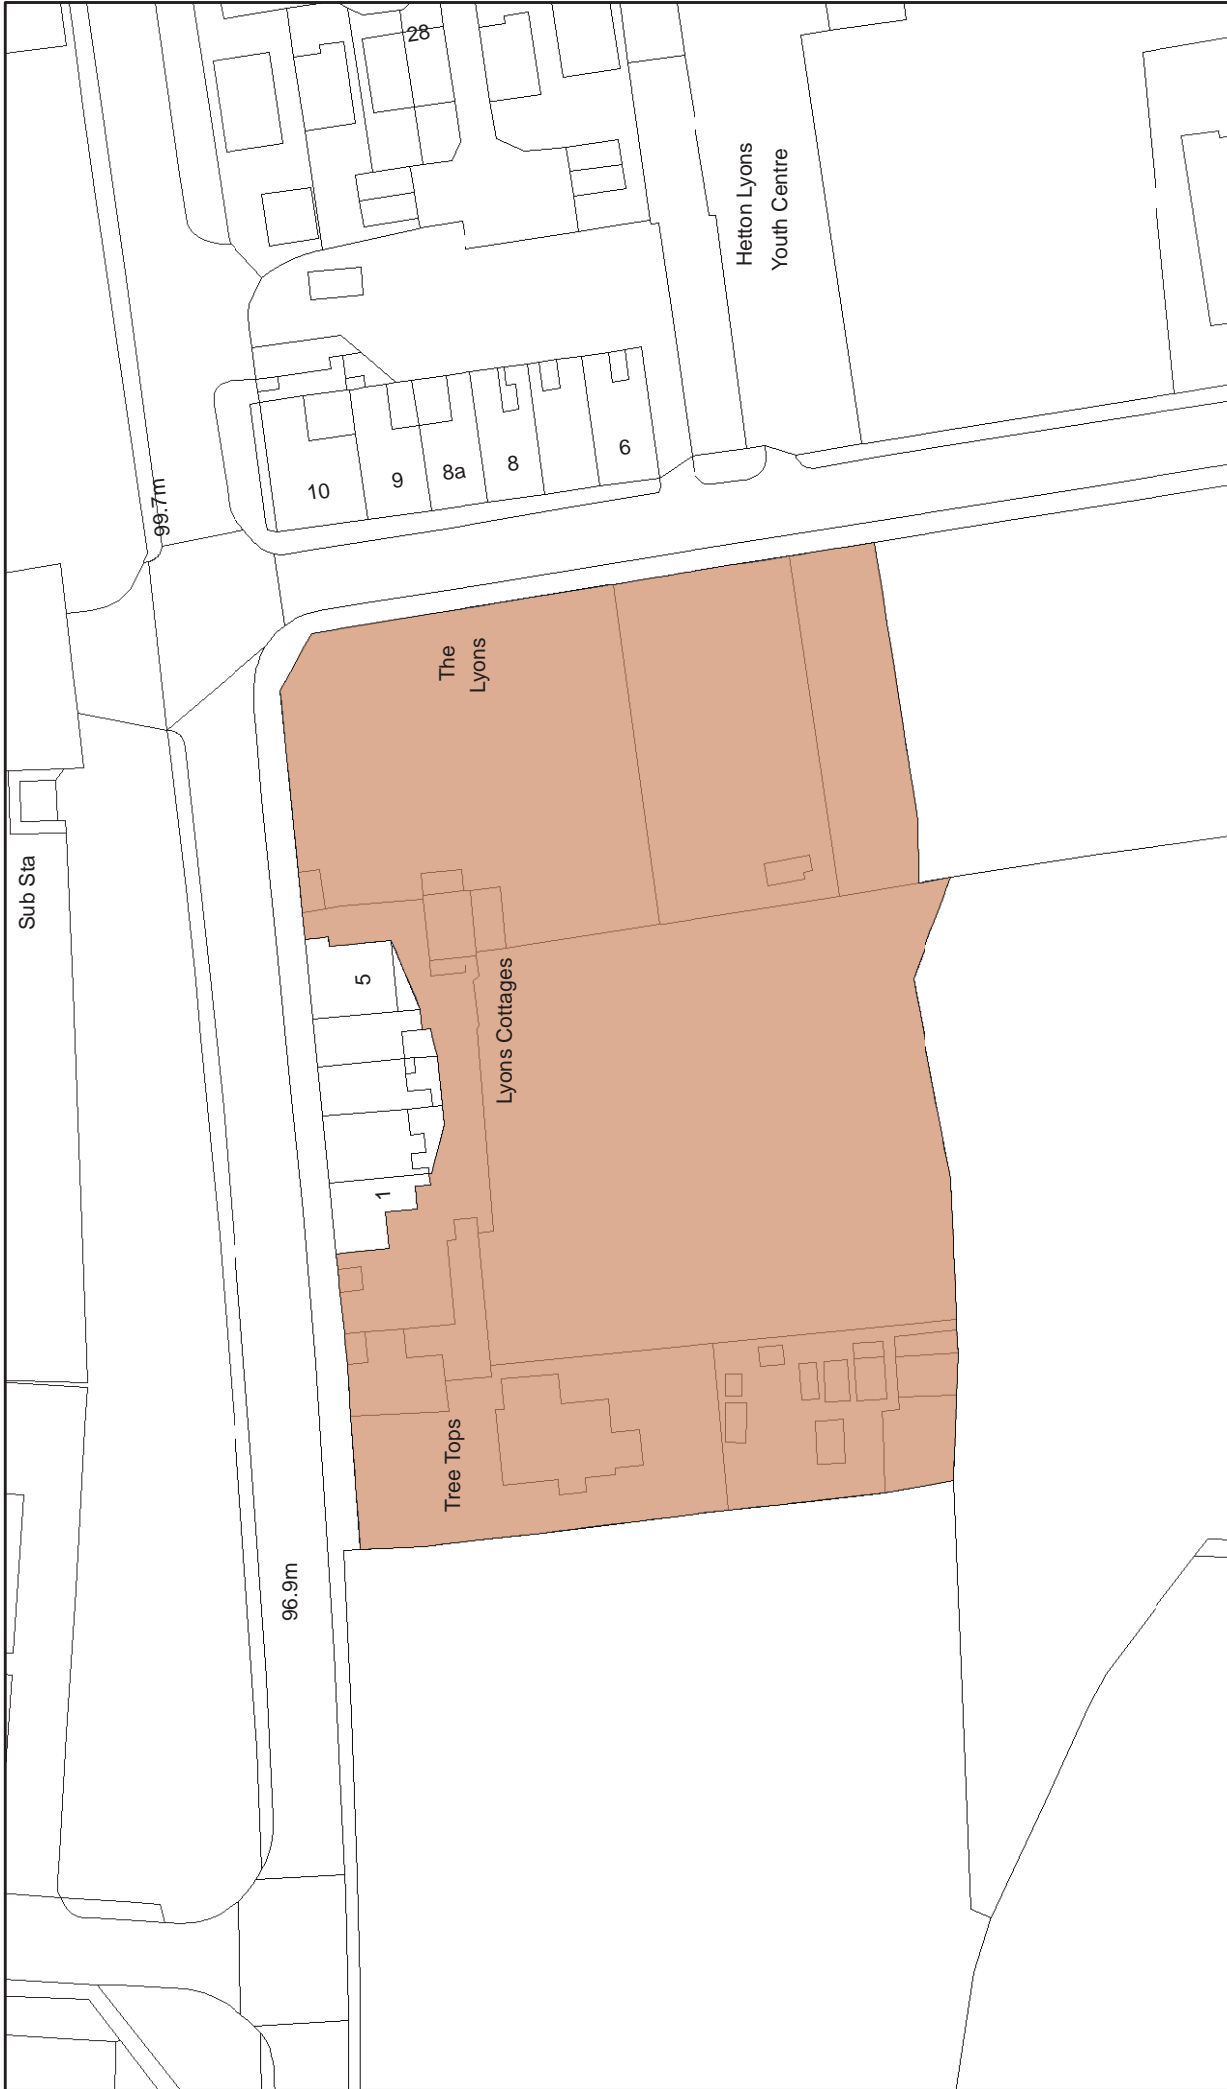 28
Hetton Lyons
Youth Centre
99.7m
10
9
8a
8
6
The
Lyons
Sub Sta
5
Lyons Cottages
1
Tree Tops
96.9m